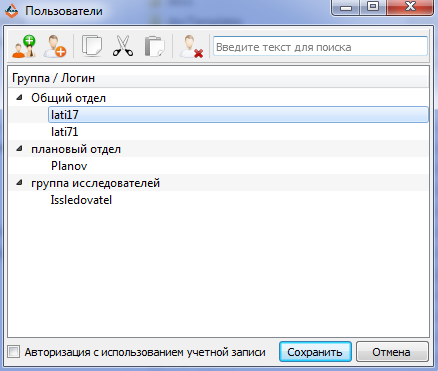 Пользователи
Введите текст для поиска
Группа / Логин
Общий отдел
lati17
lati71
плановый отдел
Planov
группа исследователей
Issledovatel
Авторизация с использованием учетной записи
Сохранить
Отмена